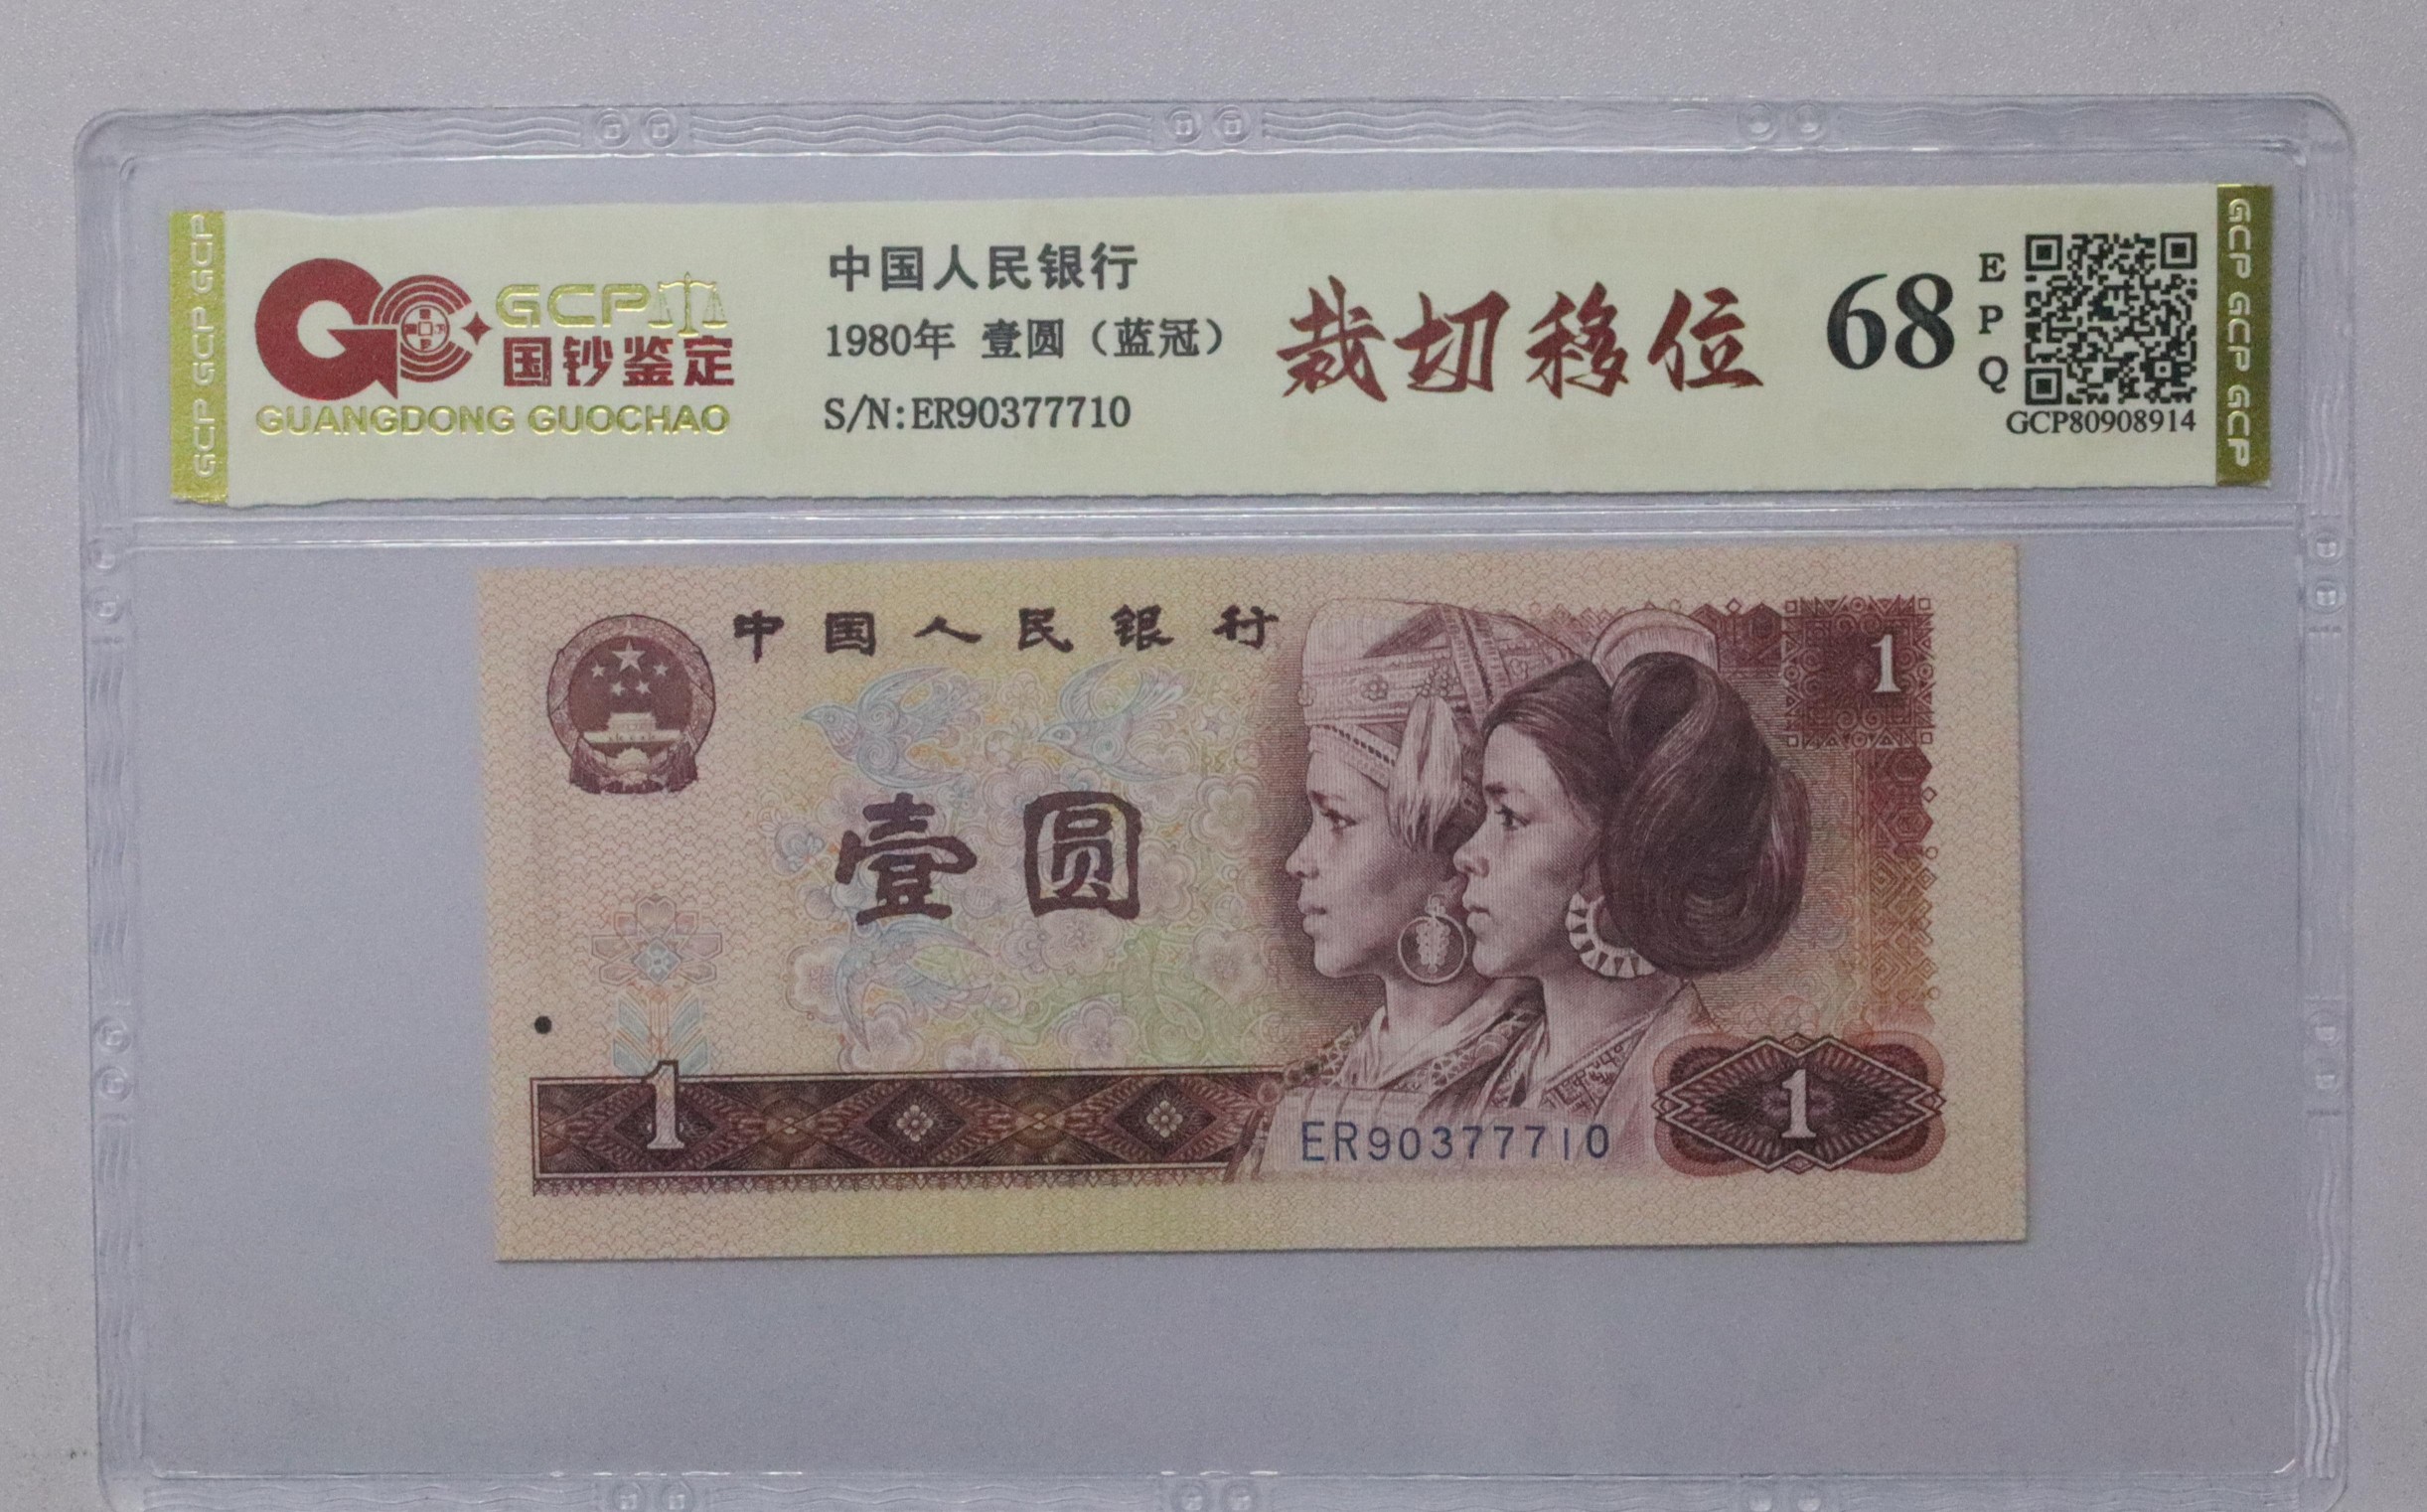 GCP GCP GCP
GCP
国钞鉴定
GUANGDONG GUOCHAO
中国人民银行
1980年 壹圆（蓝冠）
S/N:ER90377710
裁切移位
68
E
P
Q
GCP80908914
GCP GCP GCP
中国人民银行
1
壹圆
1
ER90377710
1